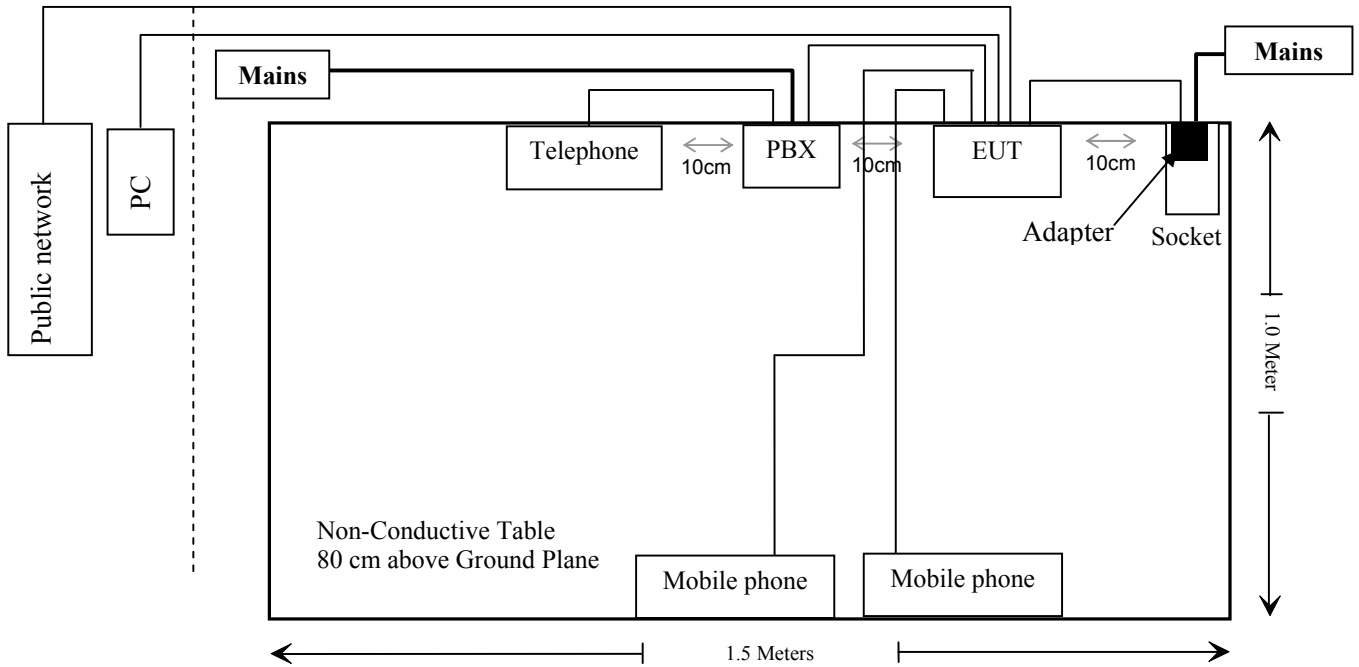 Mains
Mains
Public network
PC
Telephone
10cm
PBX
10cm
EUT
10cm
Adapter
Socket
1.0 Meter
Non-Conductive Table
80 cm above Ground Plane
Mobile phone
Mobile phone
1.5 Meters